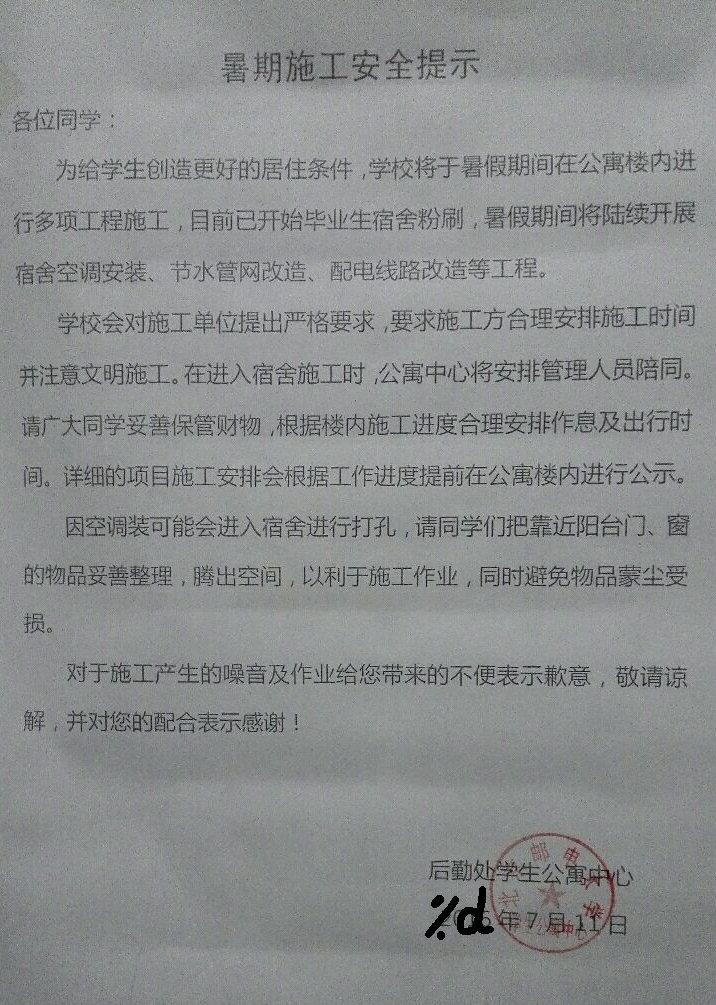 暑期施工安全提示
各位同学：
为给学生创造更好的居住条件，学校将于暑假期间在公寓楼内进
行多项工程施工，目前已开始毕业生宿舍粉刷，暑假期间将陆续开展
宿舍空调安装、节水管网改造、配电线路改造等工程。
学校会对施工单位提出严格要求，要求施工方合理安排施工时间
并注意文明施工。在进入宿舍施工时，公寓中心将安排管理人员陪同。
请广大同学妥善保管财物，根据楼内施工进度合理安排作息及出行时
间。详细的项目施工安排会根据工作进度提前在公寓楼内进行公示。
因空调装可能会进入宿舍进行打孔，请同学们把靠近阳台门、窗
的物品妥善整理，腾出空间，以利于施工作业，同时避免物品蒙尘受
损。
对于施工产生的噪音及作业给您带来的不便表示歉意，敬请谅
解，并对您的配合表示感谢！
后勤处学生公寓中心
%d 年7月11日
北 邮电 学
学生公寓中心